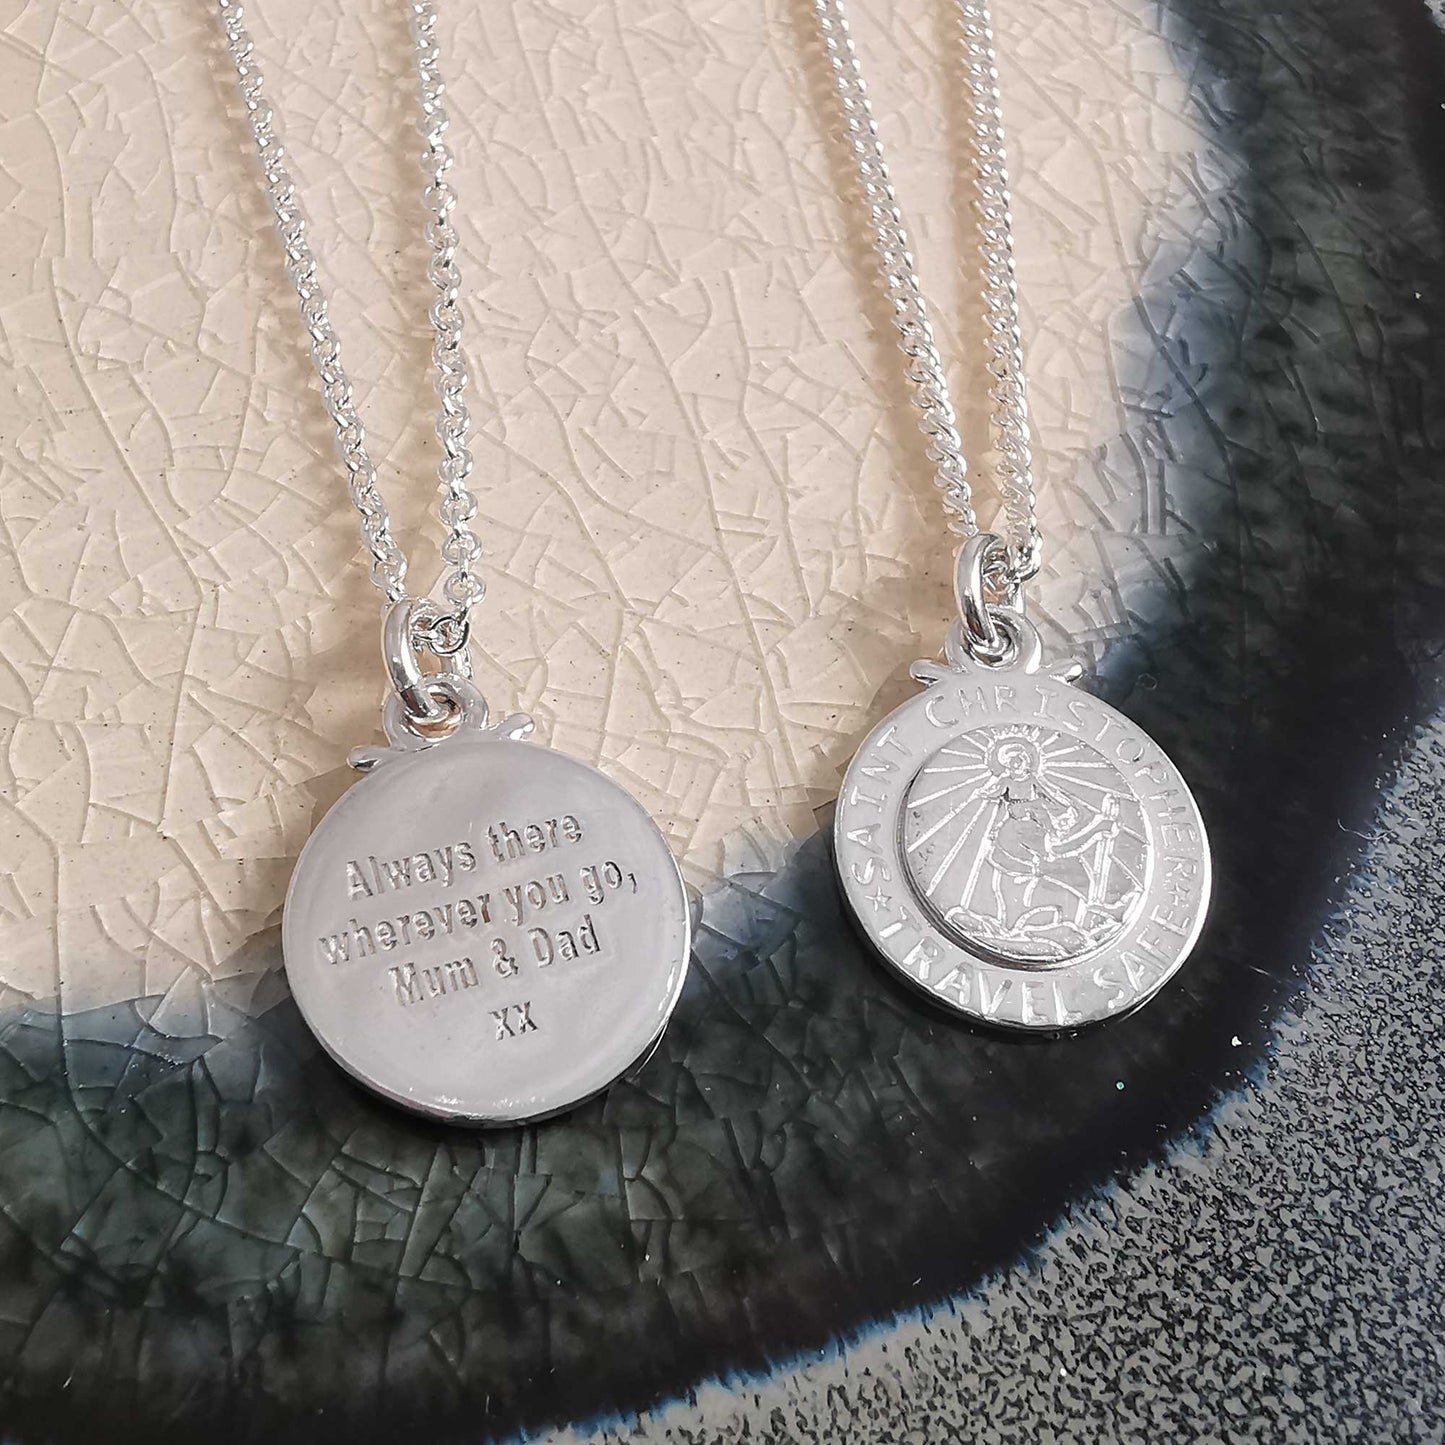 Always there
wherever you go,
Mum & Dad
xx
SAINT CHRISTOPHER
TRAVEL SAFE